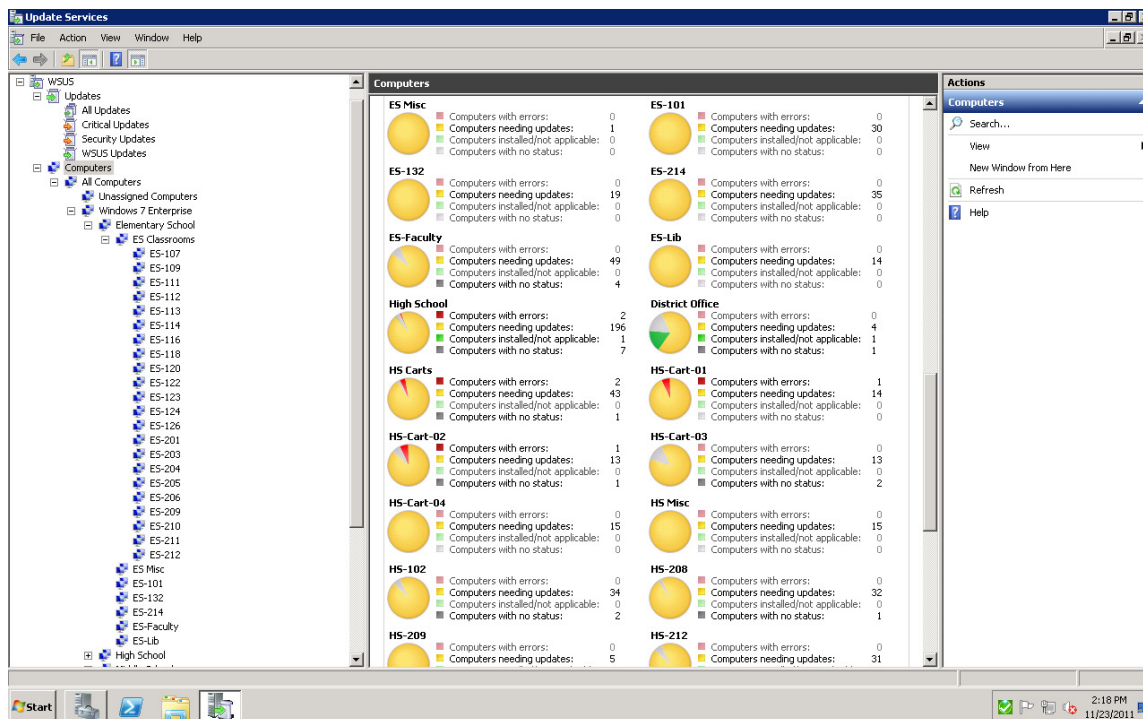 Update Services
File Action View Window Help
WSUS
Updates
All Updates
Critical Updates
Security Updates
WSUS Updates
Computers
All Computers
Unassigned Computers
Windows 7 Enterprise
Elementary School
ES Classrooms
ES-107
ES-109
ES-111
ES-112
ES-113
ES-114
ES-116
ES-118
ES-120
ES-122
ES-123
ES-124
ES-126
ES-201
ES-203
ES-204
ES-205
ES-206
ES-209
ES-210
ES-211
ES-212
ES Misc
ES-101
ES-132
ES-214
ES-Faculty
ES-Lib
High School
Computers
ES Misc
Computers with errors: 0
Computers needing updates: 1
Computers installed/not applicable: 0
Computers with no status: 0
ES-101
Computers with errors: 0
Computers needing updates: 30
Computers installed/not applicable: 0
Computers with no status: 0
ES-132
Computers with errors: 0
Computers needing updates: 19
Computers installed/not applicable: 0
Computers with no status: 0
ES-214
Computers with errors: 0
Computers needing updates: 35
Computers installed/not applicable: 0
Computers with no status: 0
ES-Faculty
Computers with errors: 0
Computers needing updates: 49
Computers installed/not applicable: 0
Computers with no status: 4
ES-Lib
Computers with errors: 0
Computers needing updates: 14
Computers installed/not applicable: 0
Computers with no status: 0
High School
Computers with errors: 2
Computers needing updates: 196
Computers installed/not applicable: 1
Computers with no status: 7
District Office
Computers with errors: 0
Computers needing updates: 4
Computers installed/not applicable: 1
Computers with no status: 1
HS Carts
Computers with errors: 2
Computers needing updates: 43
Computers installed/not applicable: 0
Computers with no status: 1
HS-Cart-01
Computers with errors: 1
Computers needing updates: 14
Computers installed/not applicable: 0
Computers with no status: 0
HS-Cart-02
Computers with errors: 1
Computers needing updates: 13
Computers installed/not applicable: 0
Computers with no status: 1
HS-Cart-03
Computers with errors: 0
Computers needing updates: 13
Computers installed/not applicable: 0
Computers with no status: 2
HS-Cart-04
Computers with errors: 0
Computers needing updates: 15
Computers installed/not applicable: 0
Computers with no status: 0
HS Misc
Computers with errors: 0
Computers needing updates: 15
Computers installed/not applicable: 0
Computers with no status: 0
HS-102
Computers with errors: 0
Computers needing updates: 34
Computers installed/not applicable: 0
Computers with no status: 2
HS-208
Computers with errors: 0
Computers needing updates: 32
Computers installed/not applicable: 0
Computers with no status: 1
HS-209
Computers with errors: 0
Computers needing updates: 5
HS-212
Computers with errors: 0
Computers needing updates: 31
Actions
Computers
Search...
View
New Window from Here
Refresh
Help
Start
2:18 PM
11/23/2011